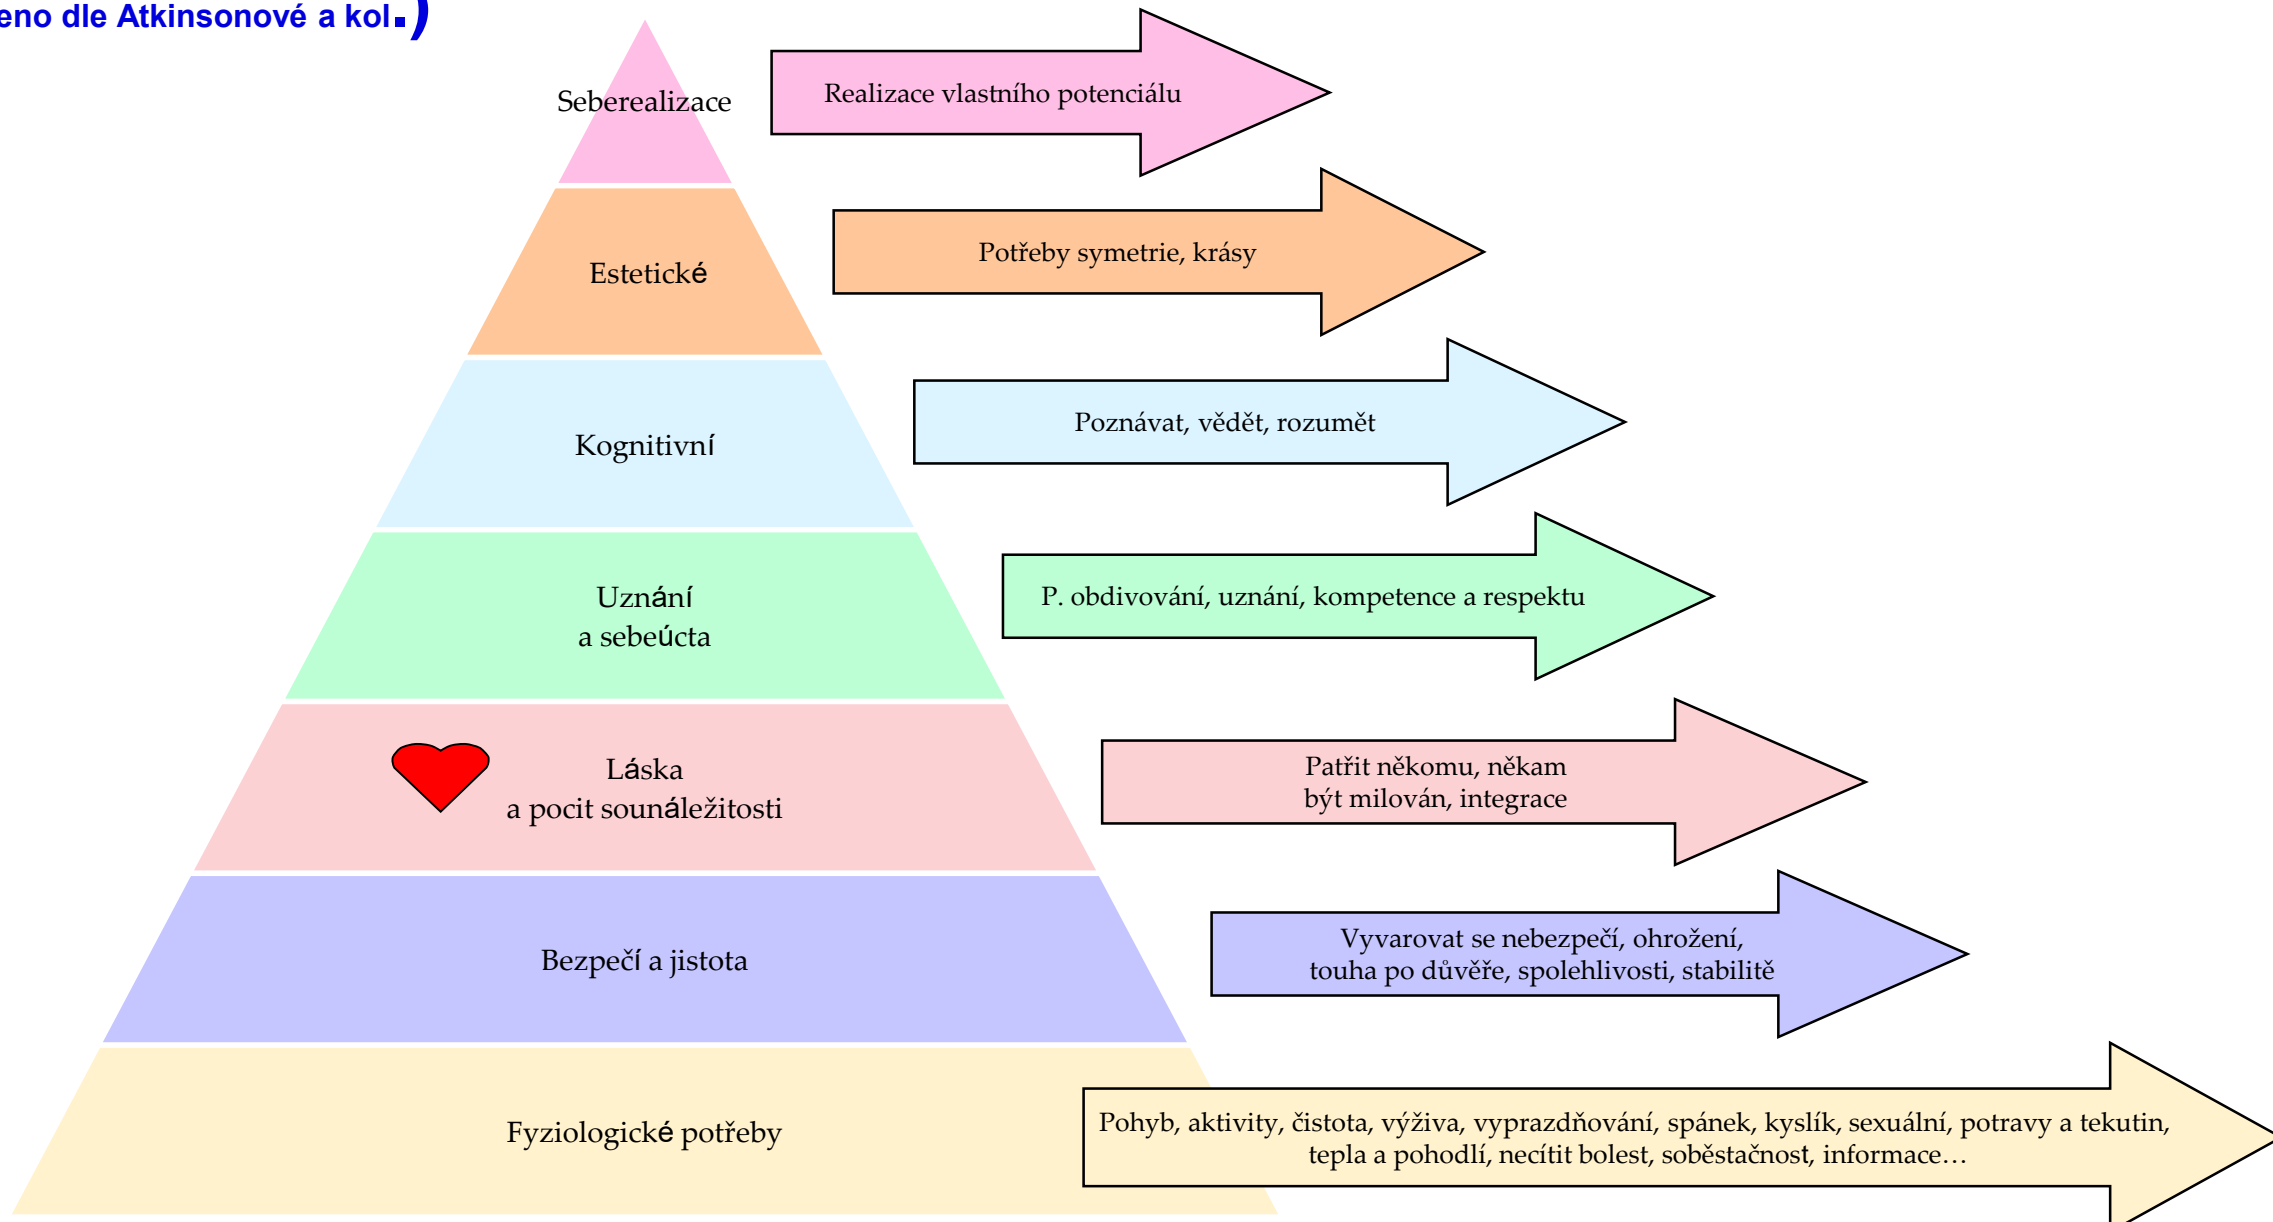 eno dle Atkinsonové a kol.)
Seberealizace
Realizace vlastního potenciálu
Estetické
Potřeby symetrie, krásy
Kognitivní
Poznávat, vědět, rozumět
Uznání
a sebeúcta
P. obdivování, uznání, kompetence a respektu
Láska
a pocit sounáležitosti
Patřit někomu, někam
být milován, integrace
Bezpečí a jistota
Vyvarovat se nebezpečí, ohrožení,
touha po důvěře, spolehlivosti, stabilitě
Fyziologické potřeby
Pohyb, aktivity, čistota, výživa, vyprazdňování, spánek, kyslík, sexuální, potravy a tekutin,
tepla a pohodlí, necítit bolest, soběstačnost, informace…